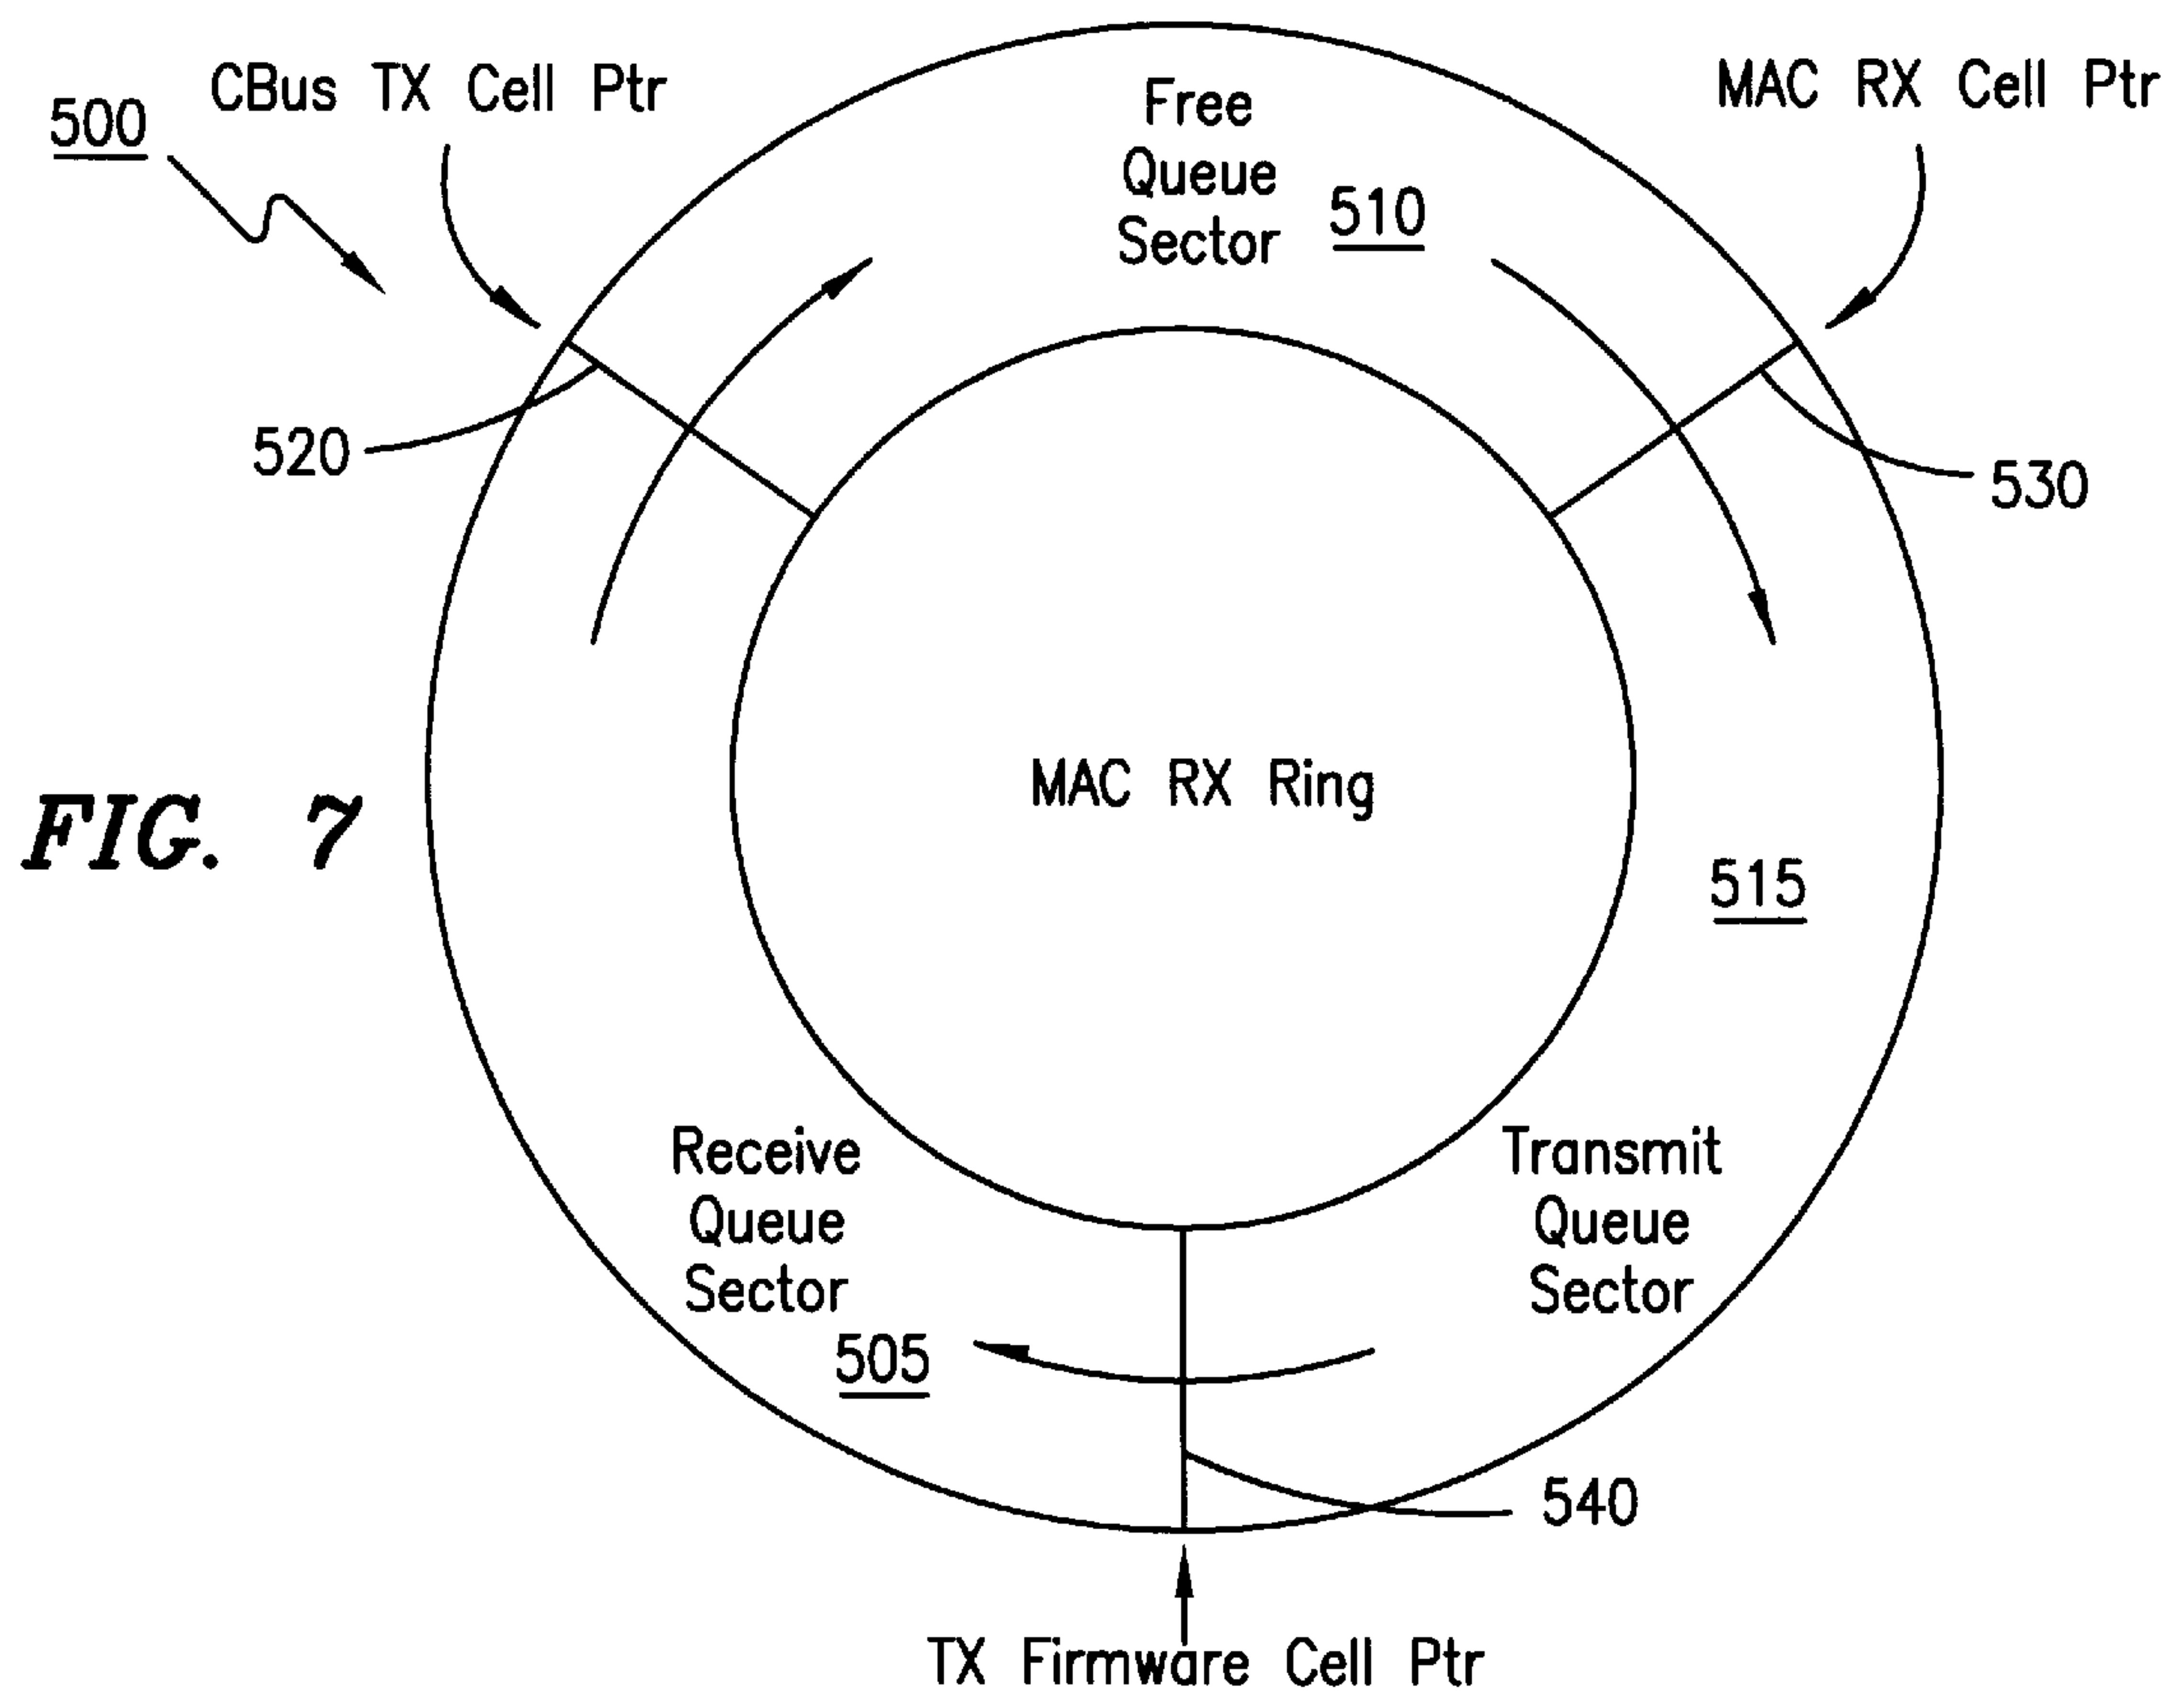 CBus TX Cell Ptr
MAC RX Cell Ptr
500
Free
Queue
Sector
510
520
530
MAC RX Ring
FIG. 7
515
Receive
Queue
Sector
505
Transmit
Queue
Sector
540
TX Firmware Cell Ptr